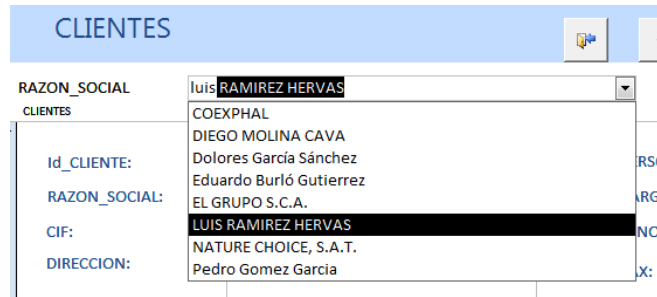 CLIENTES
RAZON_SOCIAL luis RAMIREZ HERVAS
CLIENTES
COEXPHAL
DIEGO MOLINA CAVA
Id_CLIENTE: Dolores García Sánchez
Eduardo Burló Gutierrez
RAZON_SOCIAL: EL GRUPO S.C.A.
CIF: LUIS RAMIREZ HERVAS
NATURE CHOICE, S.A.T.
DIRECCION: Pedro Gomez Garcia